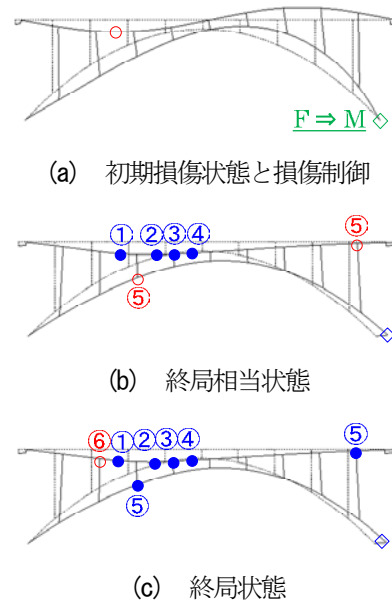 F ⇒ M
(a) 初期損傷状態と損傷制御
① ② ③ ④ ⑤
⑤
(b) 終局相当状態
⑥ ① ② ③ ④ ⑤
⑤
(c) 終局状態